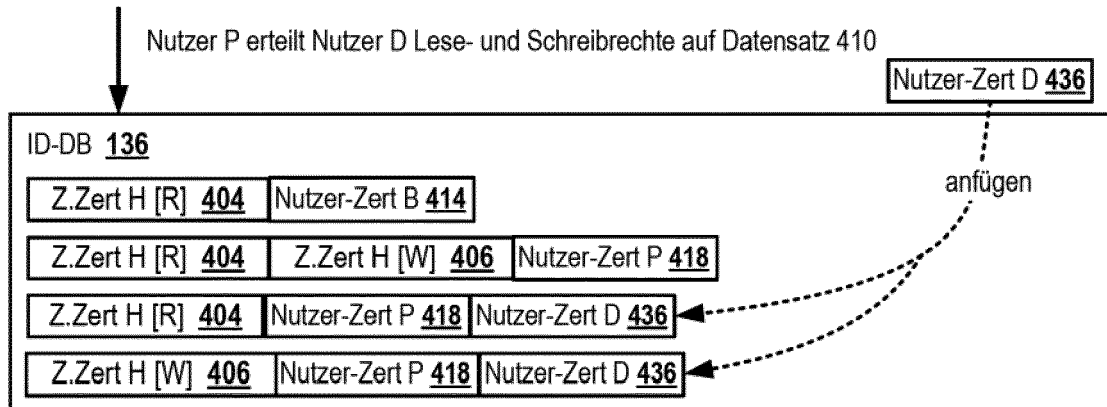 Nutzer P erteilt Nutzer D Lese- und Schreibrechte auf Datensatz 410
Nutzer-Zert D 436
ID-DB 136
anfügen
Z.Zert H [R] 404 Nutzer-Zert B 414
Z.Zert H [R] 404 Z.Zert H [W] 406 Nutzer-Zert P 418
Z.Zert H [R] 404 Nutzer-Zert P 418 Nutzer-Zert D 436
Z.Zert H [W] 406 Nutzer-Zert P 418 Nutzer-Zert D 436